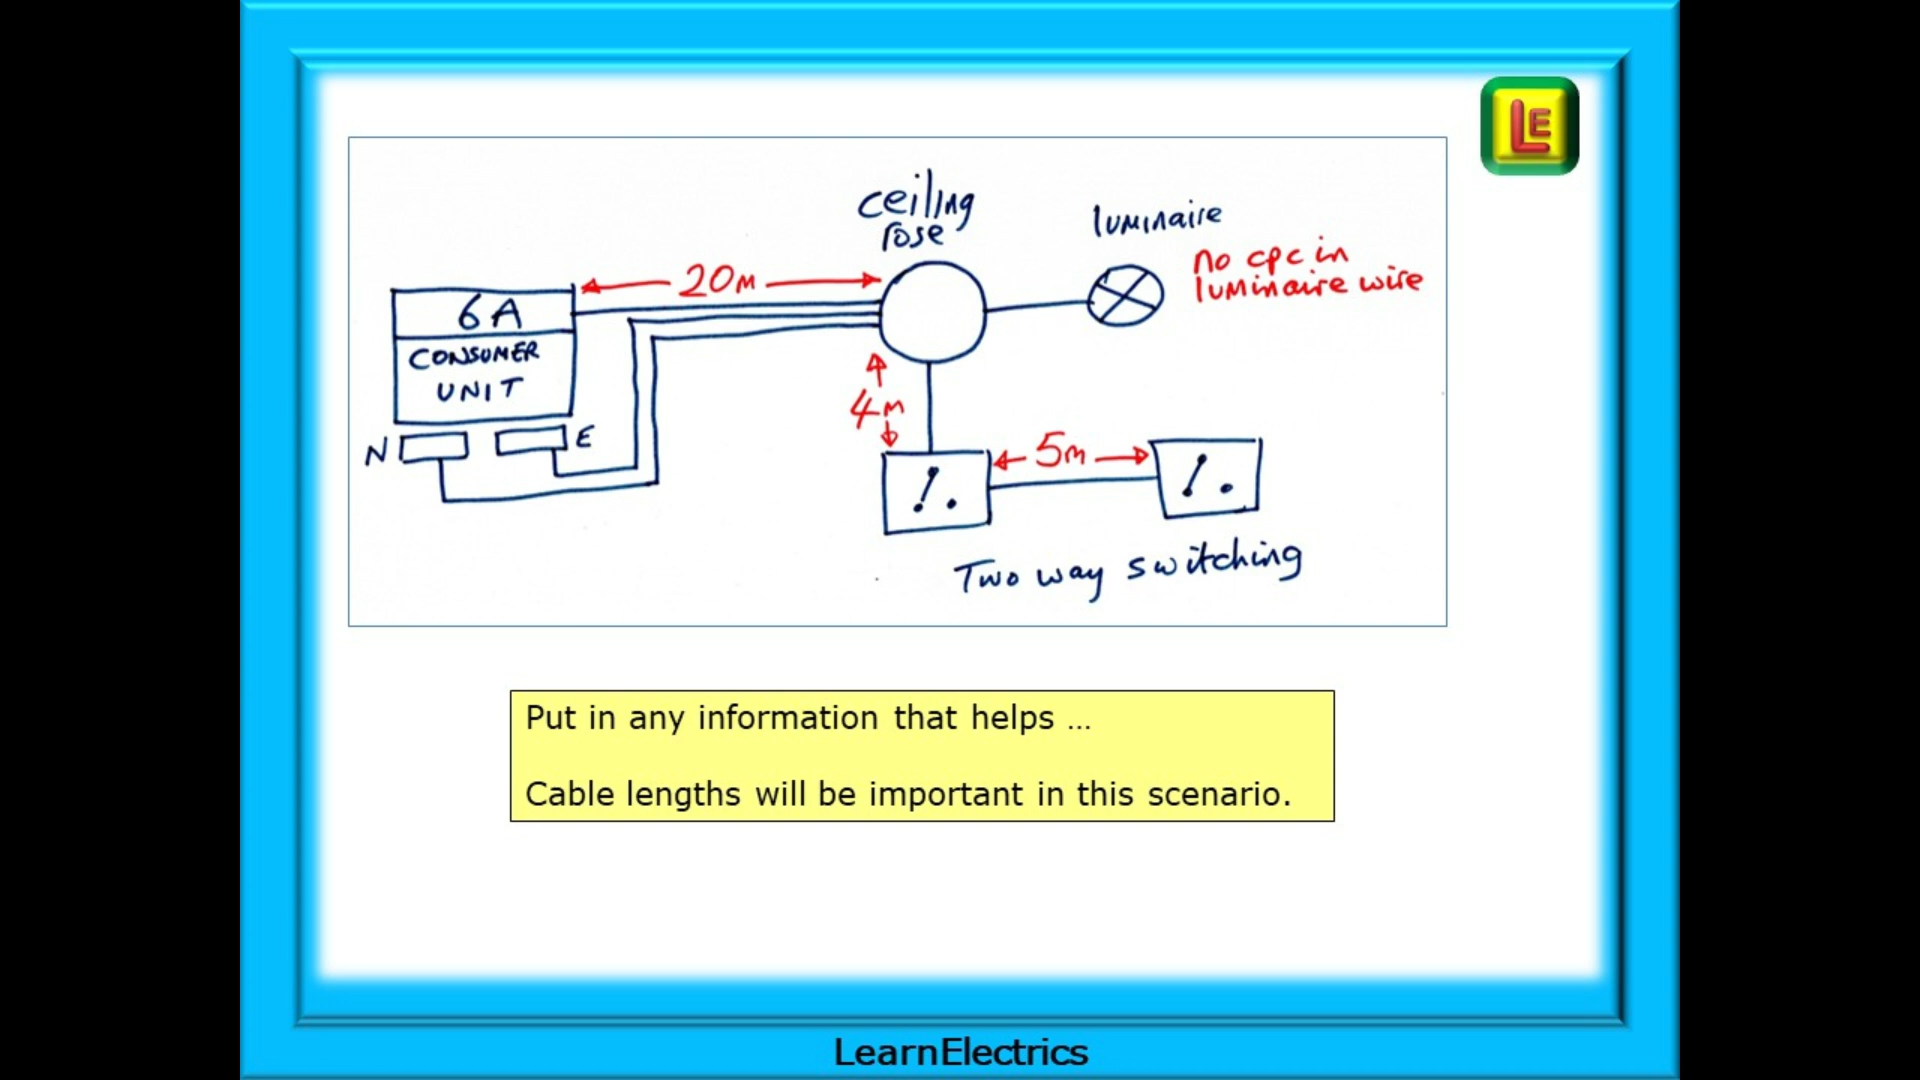 LE
ceiling
rose
luminaire
no cpc in
luminaire wire
20m
6A
CONSUMER
UNIT
4m
N
E
5m
Two way switching
Put in any information that helps ...
Cable lengths will be important in this scenario.
LearnElectrics